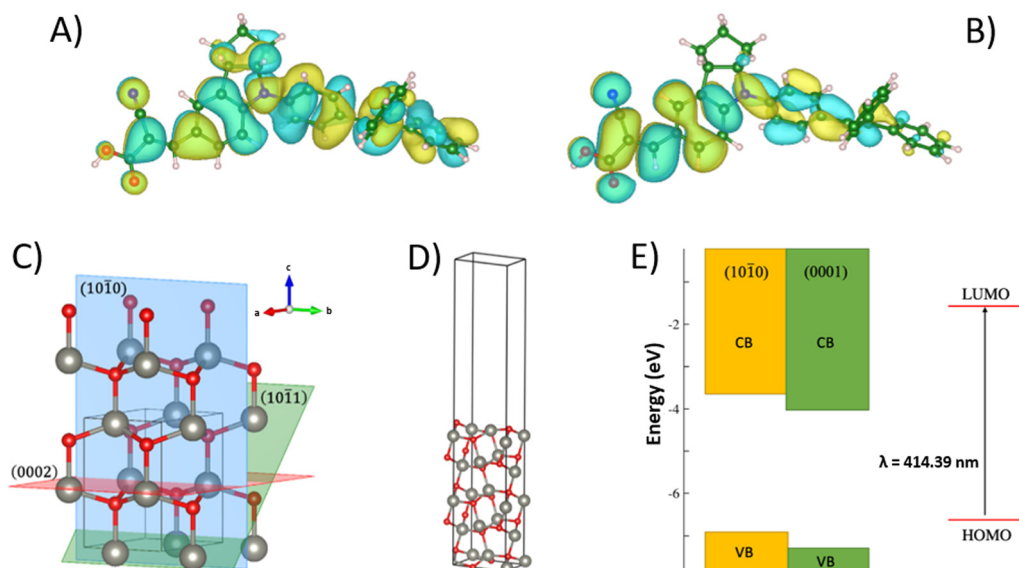 A)
B)
C)
(101̅0)
c
a
b
(101̅1)
(0002)
D)
E)
(101̅0)
(0001)
CB
CB
VB
VB
Energy (eV)
-2
-4
-6
LUMO
λ = 414.39 nm
HOMO